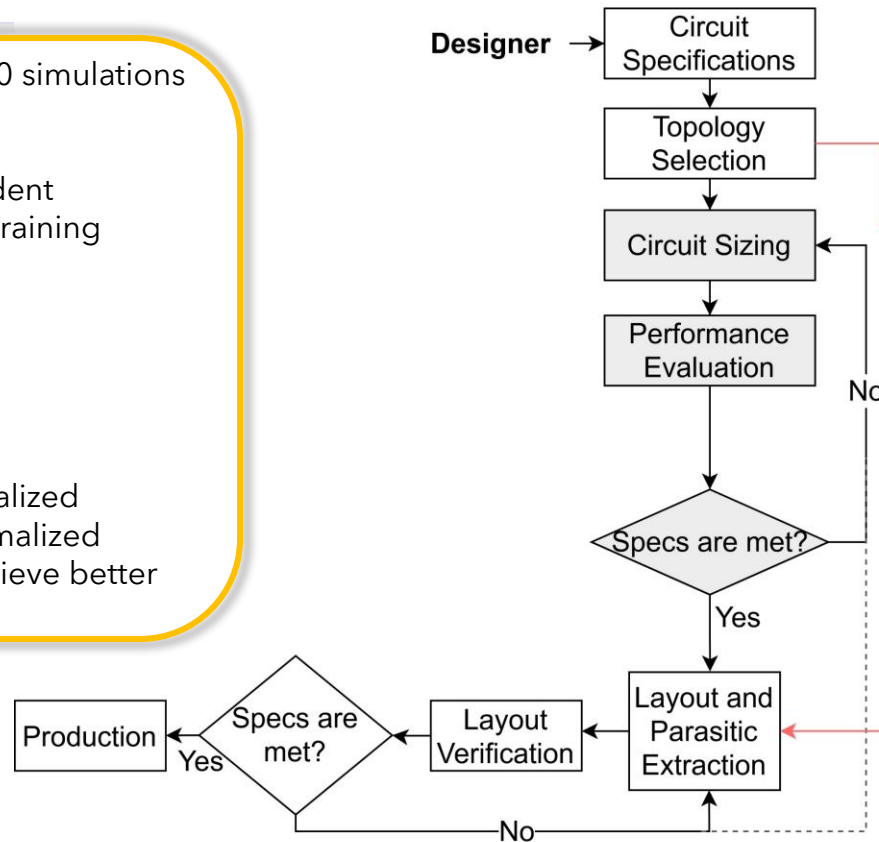 0 simulations
dent
raining
alized
malized
ieve better
Designer
Circuit
Specifications
Topology
Selection
Circuit Sizing
Performance
Evaluation
No
Specs are met?
Yes
Layout and
Parasitic
Extraction
Layout
Verification
Specs are
met?
Yes
Production
No